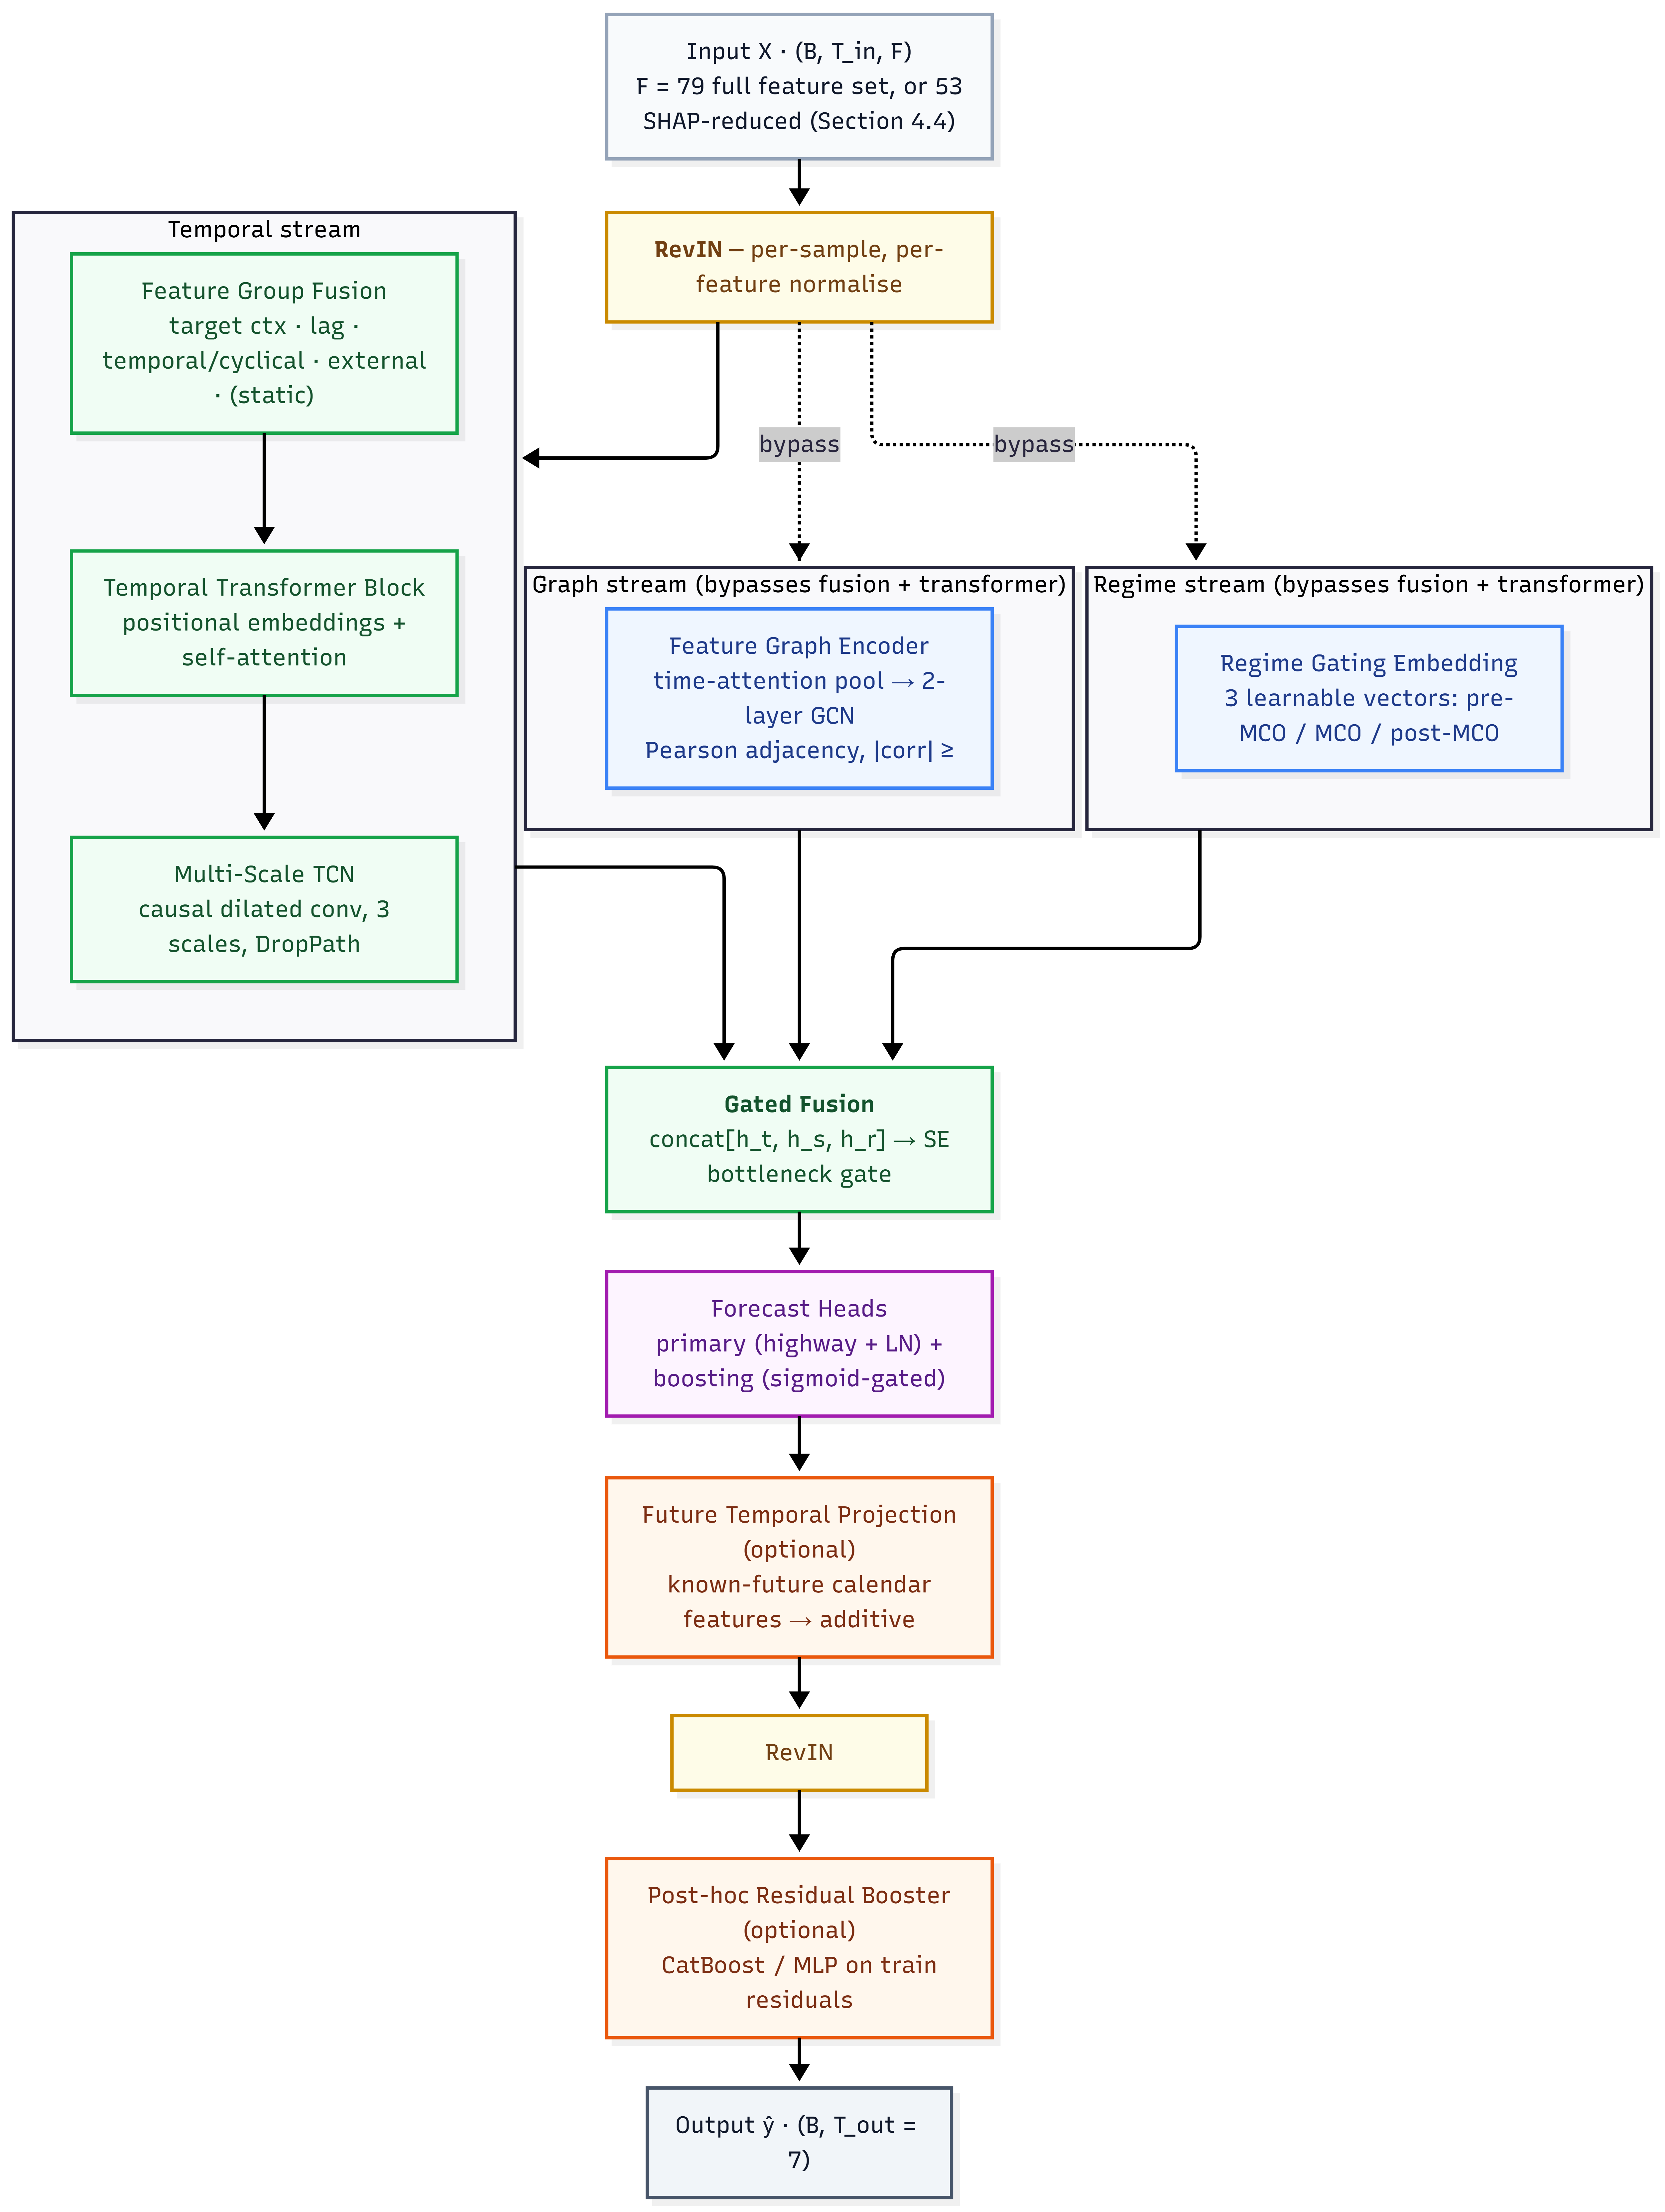 Input X · (B, T_in, F)
F = 79 full feature set, or 53
SHAP-reduced (Section 4.4)
RevIN — per-sample, per-
feature normalise
Temporal stream
Feature Group Fusion
target ctx · lag ·
temporal/cyclical · external
· (static)
Temporal Transformer Block
positional embeddings +
self-attention
Multi-Scale TCN
causal dilated conv, 3
scales, DropPath
bypass
bypass
Graph stream (bypasses fusion + transformer)
Feature Graph Encoder
time-attention pool → 2-
layer GCN
Pearson adjacency, |corr| ≥
Regime stream (bypasses fusion + transformer)
Regime Gating Embedding
3 learnable vectors: pre-
MCO / MCO / post-MCO
Gated Fusion
concat[h_t, h_s, h_r] → SE
bottleneck gate
Forecast Heads
primary (highway + LN) +
boosting (sigmoid-gated)
Future Temporal Projection
(optional)
known-future calendar
features → additive
RevIN
Post-hoc Residual Booster
(optional)
CatBoost / MLP on train
residuals
Output ŷ · (B, T_out =
7)